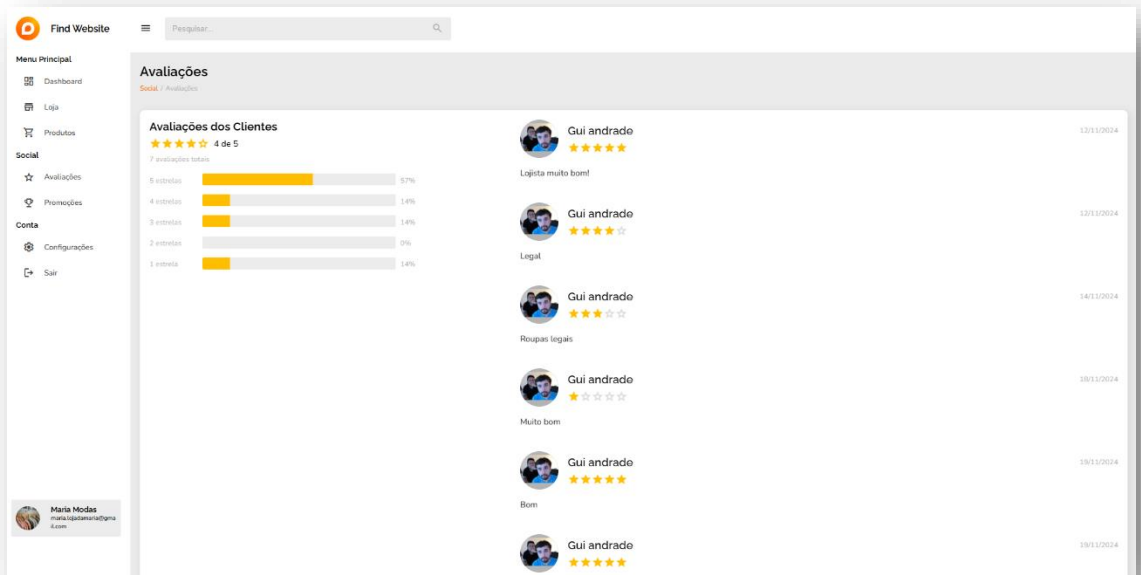 Find Website
Pesquisar...
Menu Principal
Dashboard
Loja
Produtos
Social
Avaliações
Promoções
Conta
Configurações
Sair
Maria Modas
maria.lojadamaria@gma
il.com
Avaliações
Social / Avaliações
Avaliações dos Clientes
4 de 5
7 avaliações totais
5 estrelas 57%
4 estrelas 14%
3 estrelas 14%
2 estrelas 0%
1 estrela 14%
Gui andrade 12/11/2024
Lojista muito bom!
Gui andrade 12/11/2024
Legal
Gui andrade 14/11/2024
Roupas legais
Gui andrade 18/11/2024
Muito bom
Gui andrade 19/11/2024
Bom
Gui andrade 19/11/2024